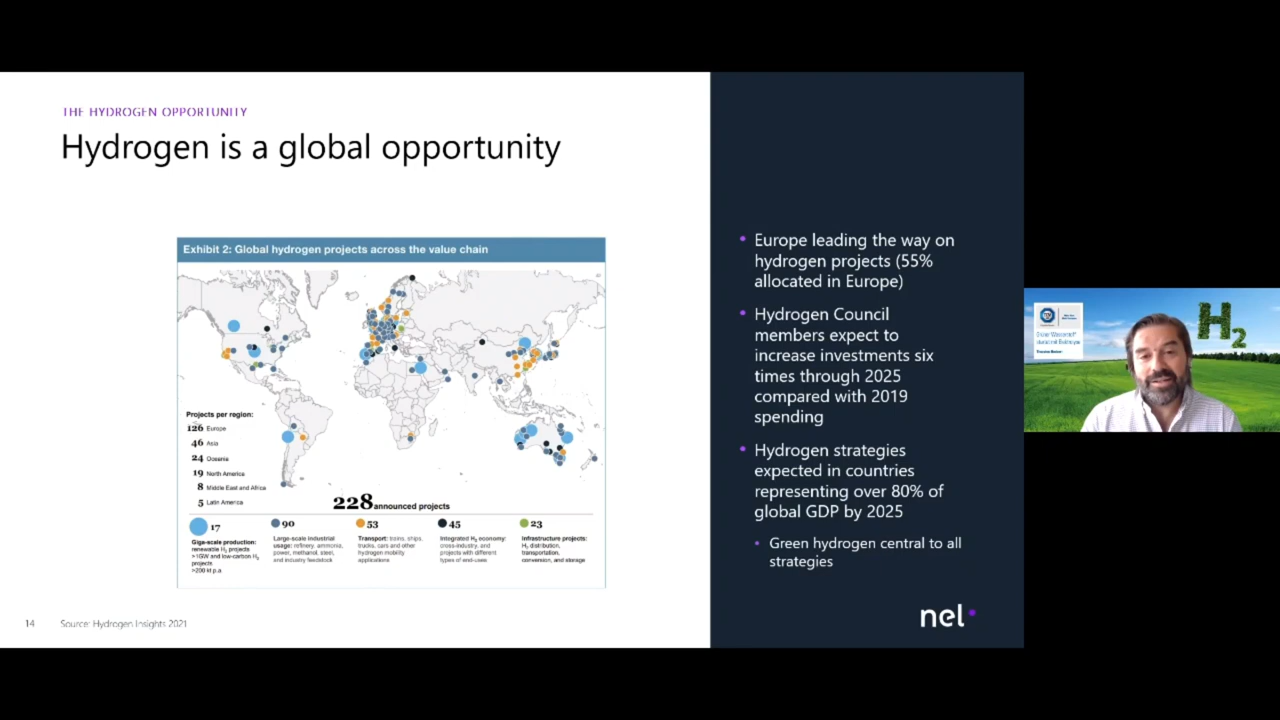 THE HYDROGEN OPPORTUNITY
Hydrogen is a global opportunity
Exhibit 2: Global hydrogen projects across the value chain
Projects per region:
126 Europe
46 Asia
24 Oceania
19 North America
8 Middle East and Africa
5 Latin America
228 announced projects
17
Giga-scale production:
renewable H2 projects
>1GW and low-carbon H2
projects
>200 kt p.a.
90
Large-scale industrial
usage: refinery, ammonia,
power, methanol, steel,
and industry feedstock
53
Transport: trains, ships,
trucks, cars and other
hydrogen mobility
applications
45
Integrated H2 economy:
cross-industry, and
projects with different
types of end-uses
23
Infrastructure projects:
H2 distribution,
transportation,
conversion, and storage
14
Source: Hydrogen Insights 2021
• Europe leading the way on
hydrogen projects (55%
allocated in Europe)
• Hydrogen Council
members expect to
increase investments six
times through 2025
compared with 2019
spending
• Hydrogen strategies
expected in countries
representing over 80% of
global GDP by 2025
• Green hydrogen central to all
strategies
nel
H2